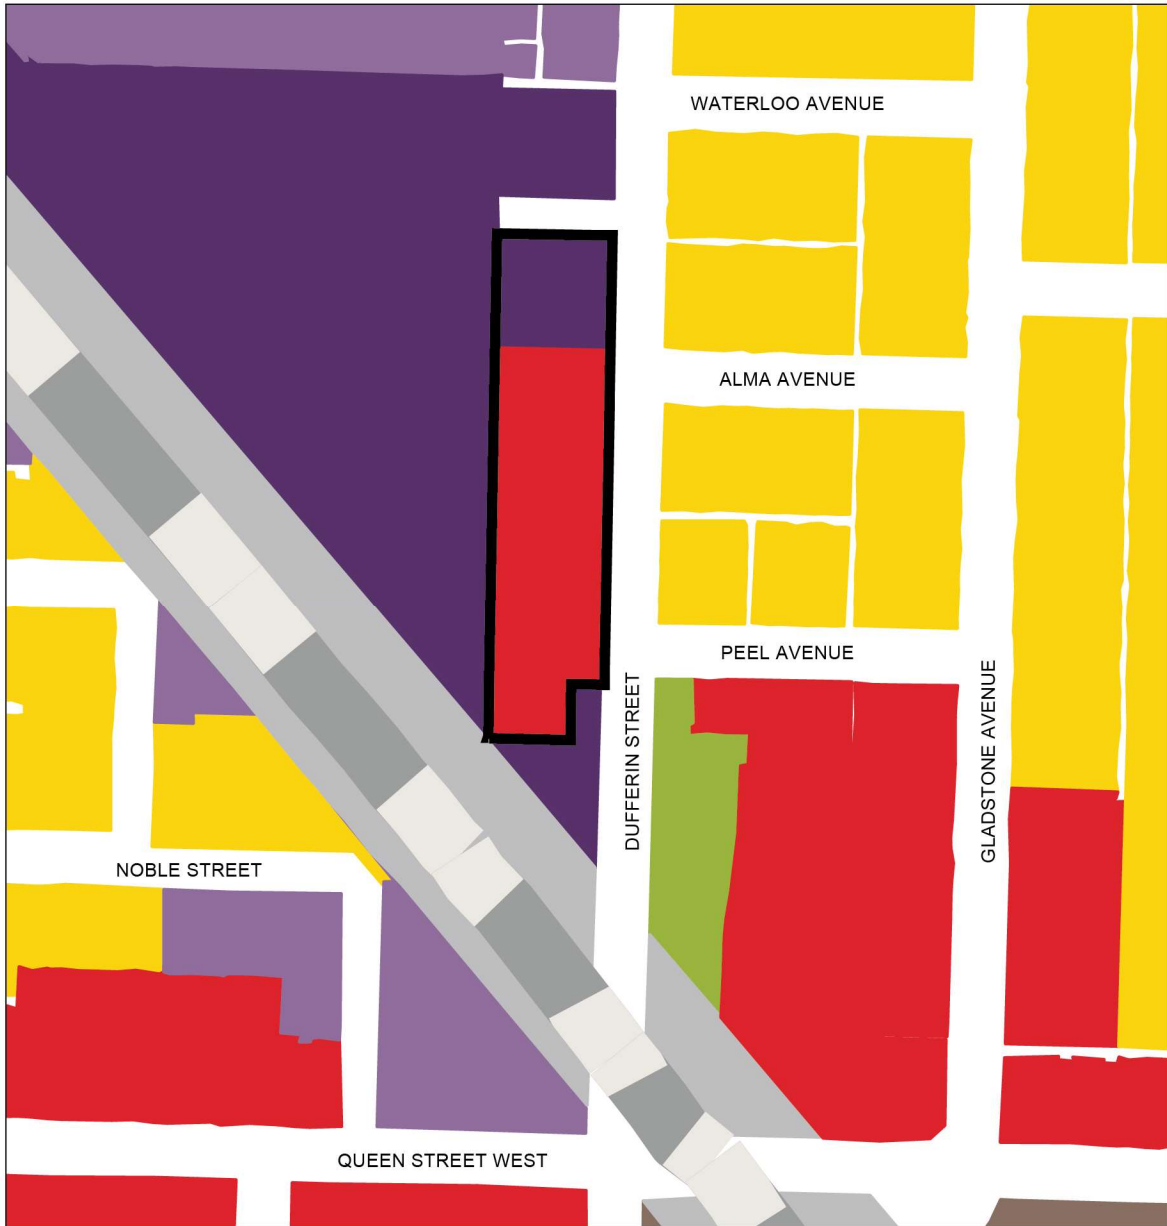 WATERLOO AVENUE
ALMA AVENUE
PEEL AVENUE
DUFFERIN STREET
GLADSTONE AVENUE
NOBLE STREET
QUEEN STREET WEST